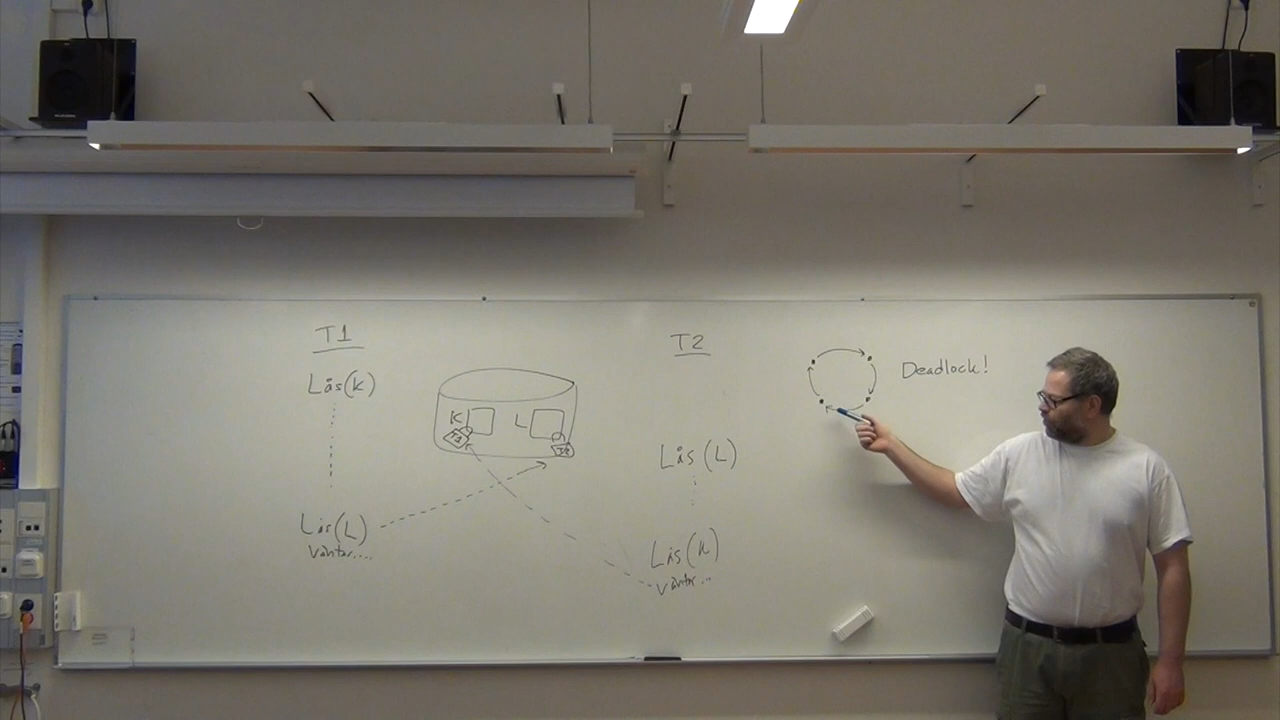 T1
Lås(K)
K
L
T1
T2
Lås(L)
väntar....
T2
Lås(L)
Lås(K)
väntar...
Deadlock!